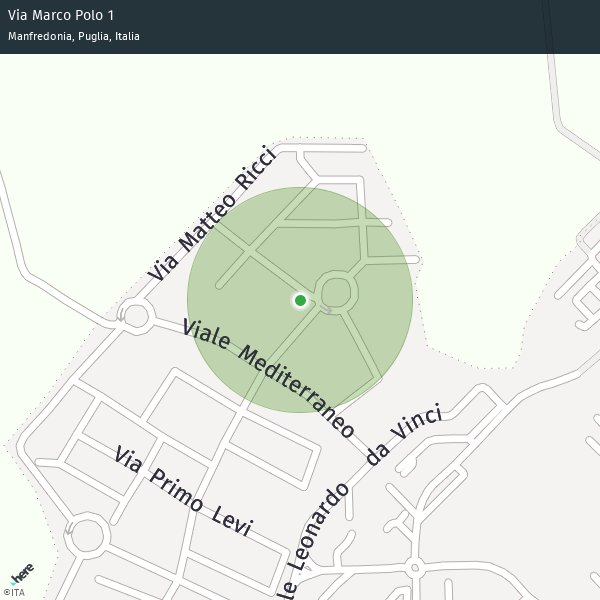 Via Marco Polo 1
Manfredonia, Puglia, Italia
Via Matteo Ricci
Viale Mediterraneo
da Vinci
Via Primo Levi
le Leonardo
here
©ITA